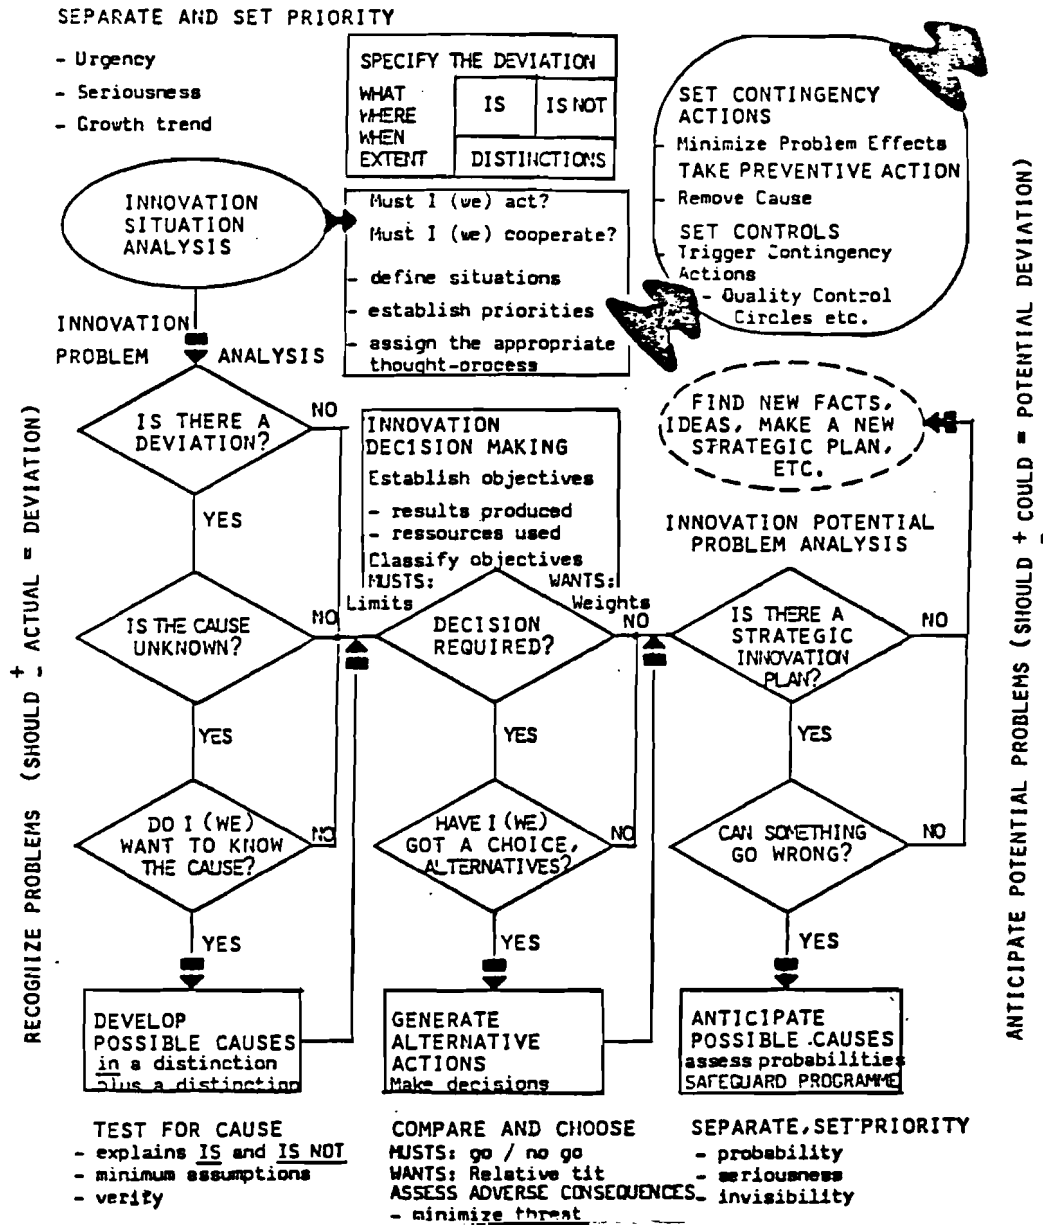 SEPARATE AND SET PRIORITY
- Urgency
- Seriousness
- Growth trend
SPECIFY THE DEVIATION
WHAT
WHERE
WHEN
EXTENT
IS
IS NOT
DISTINCTIONS
SET CONTINGENCY
ACTIONS
- Minimize Problem Effects
TAKE PREVENTIVE ACTION
- Remove Cause
SET CONTROLS
- Trigger Contingency
Actions
- Quality Control
Circles etc.
INNOVATION
SITUATION
ANALYSIS
Must I (we) act?
Must I (we) cooperate?
- define situations
- establish priorities
- assign the appropriate
thought-process
INNOVATION
PROBLEM ANALYSIS
IS THERE A
DEVIATION?
NO
YES
IS THE CAUSE
UNKNOWN?
NO
YES
DO I (WE)
WANT TO KNOW
THE CAUSE?
NO
YES
DEVELOP
POSSIBLE CAUSES
in a distinction
plus a distinction
TEST FOR CAUSE
- explains IS and IS NOT
- minimum assumptions
- verify
INNOVATION
DECISION MAKING
Establish objectives
- results produced
- ressources used
Classify objectives
MUSTS: WANTS:
Limits Weights
DECISION
REQUIRED?
NO
YES
HAVE I (WE)
GOT A CHOICE,
ALTERNATIVES?
NO
YES
GENERATE
ALTERNATIVE
ACTIONS
Make decisions
COMPARE AND CHOOSE
MUSTS: go / no go
WANTS: Relative tit
ASSESS ADVERSE CONSEQUENCES
- minimize threat
FIND NEW FACTS,
IDEAS, MAKE A NEW
STRATEGIC PLAN,
ETC.
INNOVATION POTENTIAL
PROBLEM ANALYSIS
IS THERE A
STRATEGIC
INNOVATION
PLAN?
NO
YES
CAN SOMETHING
GO WRONG?
NO
YES
ANTICIPATE
POSSIBLE CAUSES
assess probabilities
SAFEGUARD PROGRAMME
SEPARATE, SET PRIORITY
- probability
- seriousness
- invisibility
RECOGNIZE PROBLEMS (SHOULD ± ACTUAL = DEVIATION)
ANTICIPATE POTENTIAL PROBLEMS (SHOULD ± COULD = POTENTIAL DEVIATION)